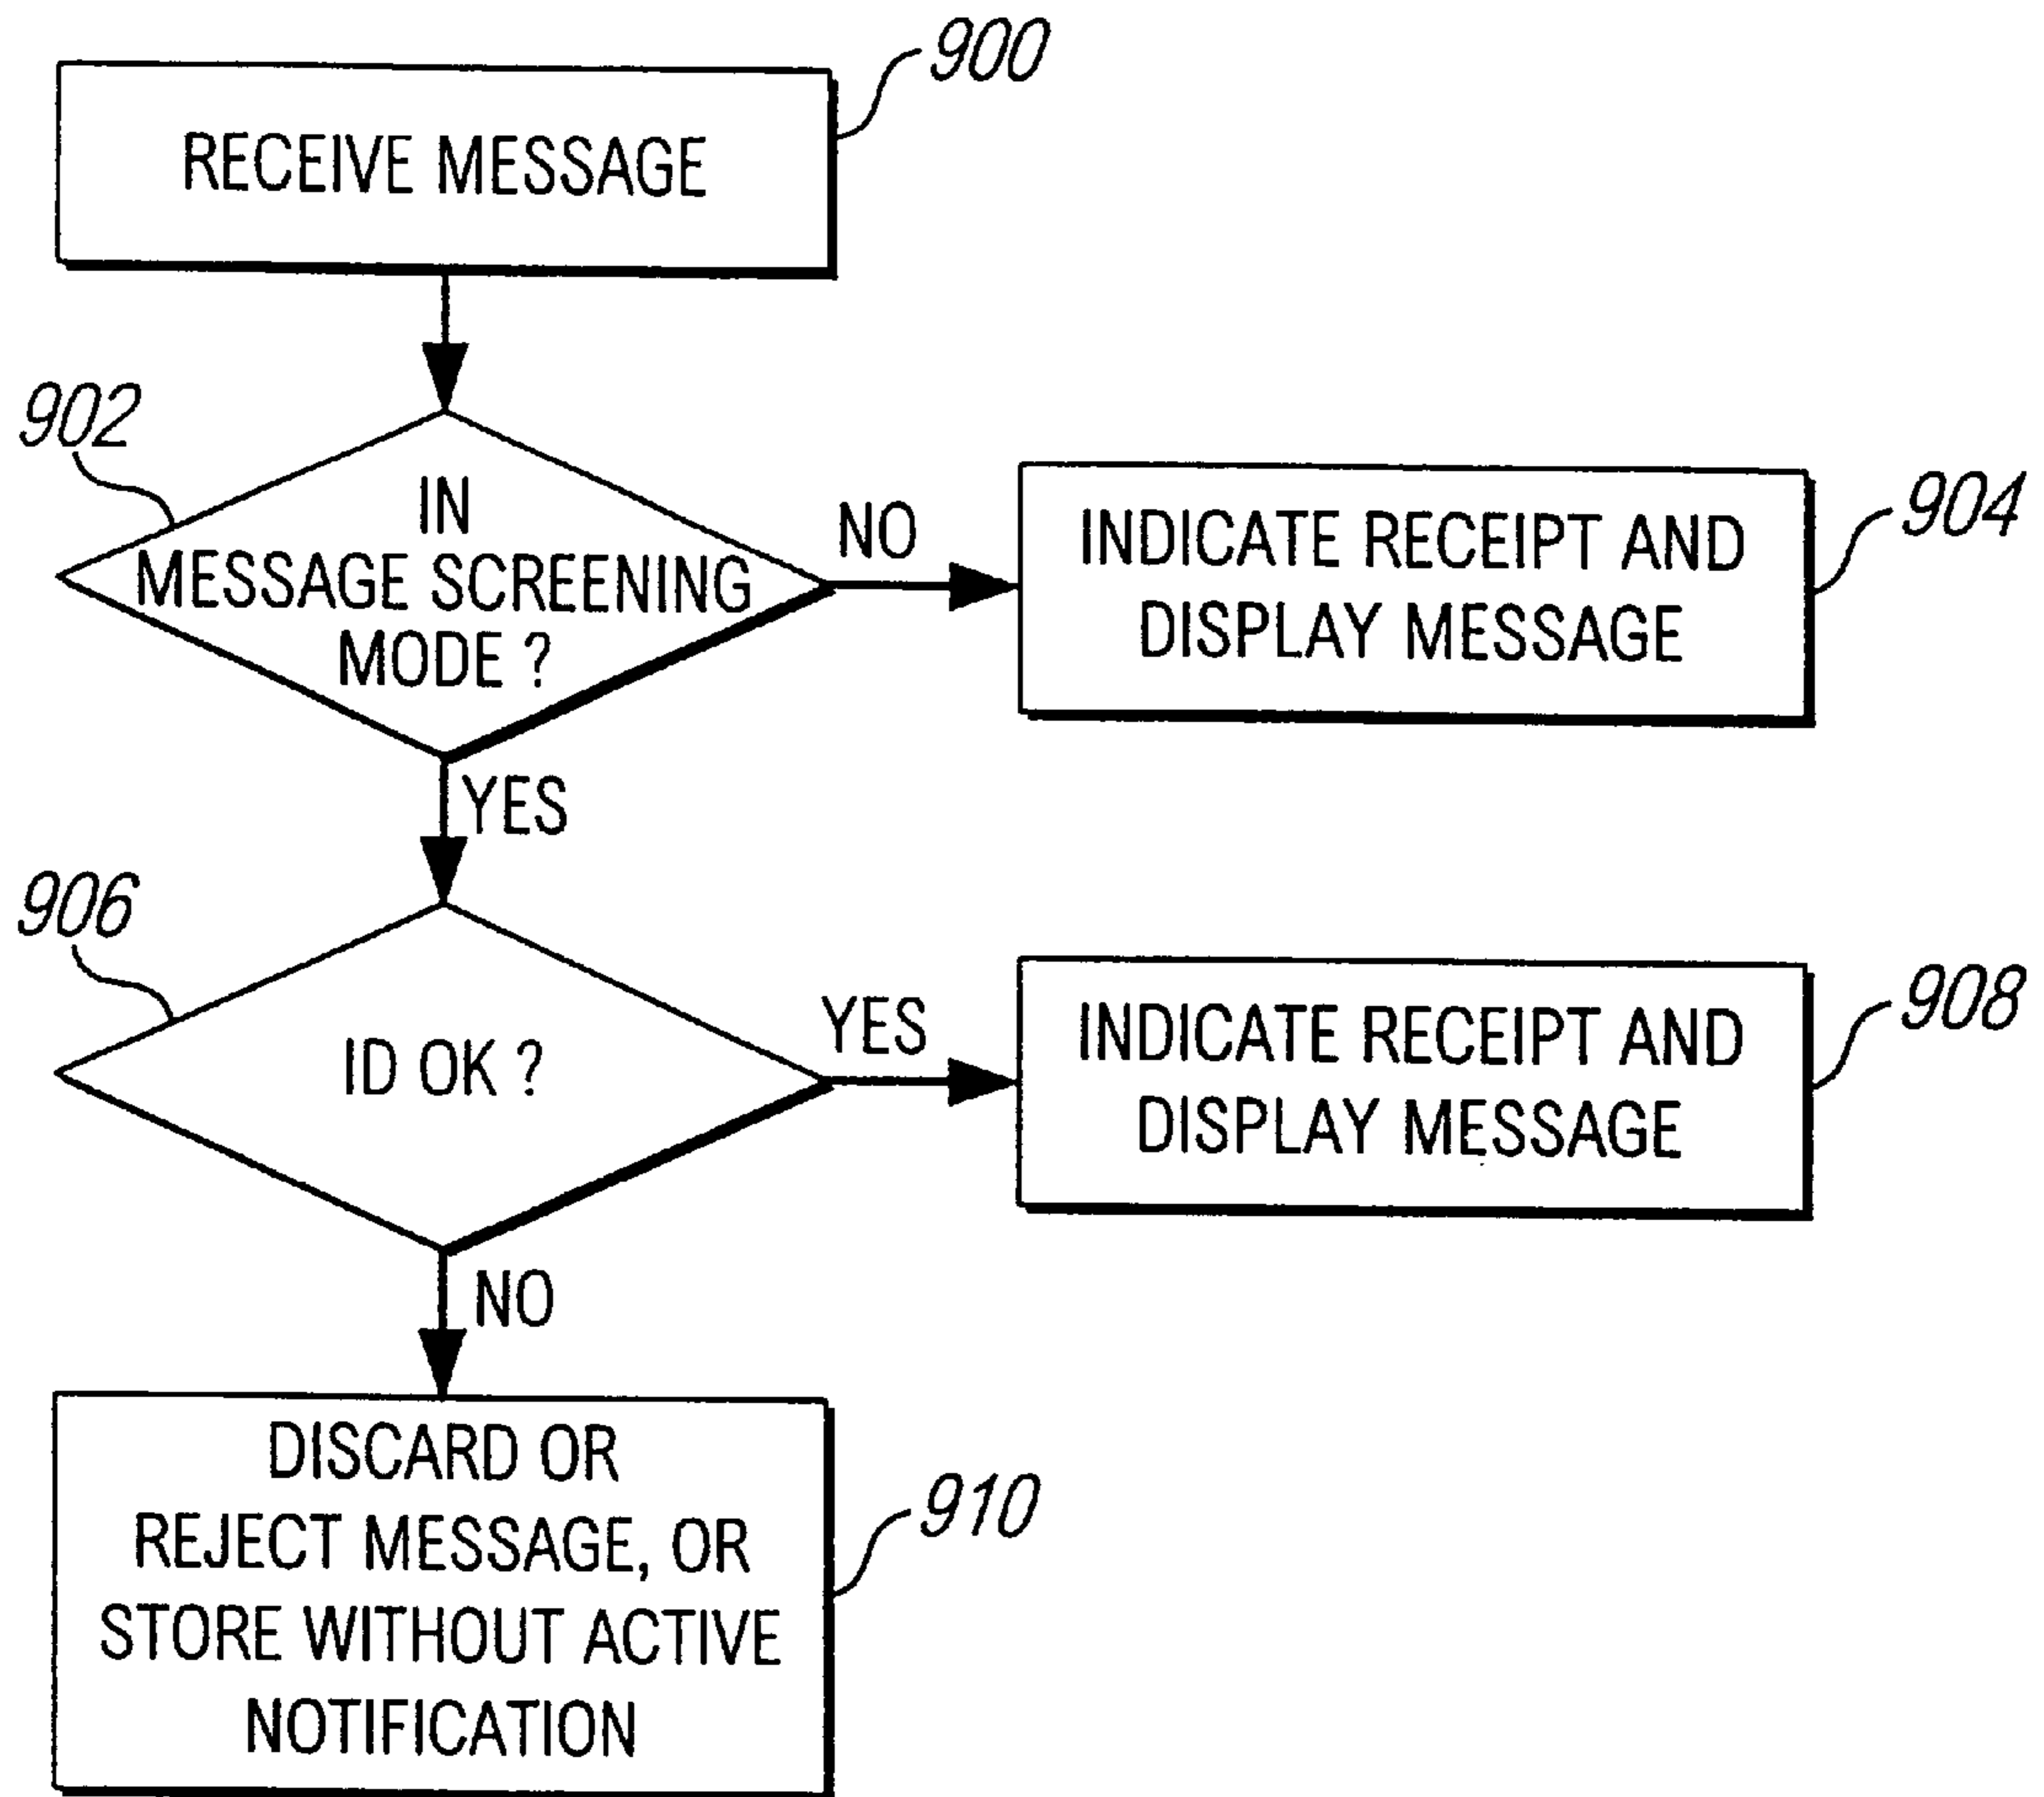 900
RECEIVE MESSAGE
902
IN
MESSAGE SCREENING
MODE ?
NO
904
INDICATE RECEIPT AND
DISPLAY MESSAGE
YES
906
ID OK ?
YES
908
INDICATE RECEIPT AND
DISPLAY MESSAGE
NO
910
DISCARD OR
REJECT MESSAGE, OR
STORE WITHOUT ACTIVE
NOTIFICATION